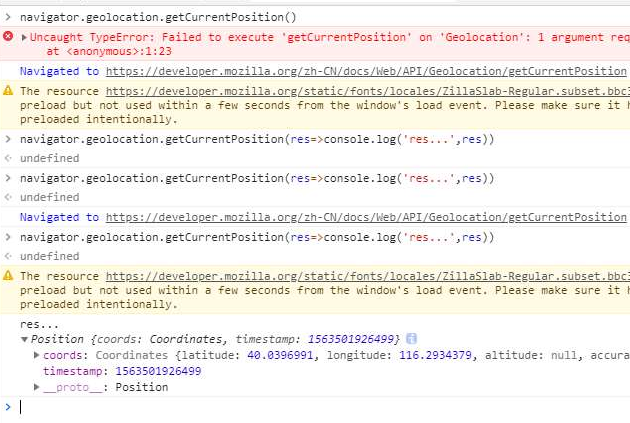 navigator.geolocation.getCurrentPosition()
Uncaught TypeError: Failed to execute 'getCurrentPosition' on 'Geolocation': 1 argument req
at <anonymous>:1:23
Navigated to https://developer.mozilla.org/zh-CN/docs/Web/API/Geolocation/getCurrentPosition
The resource https://developer.mozilla.org/static/fonts/locales/ZillaSlab-Regular.subset.bbc3
preload but not used within a few seconds from the window's load event. Please make sure it h
preloaded intentionally.
navigator.geolocation.getCurrentPosition(res=>console.log('res...',res))
undefined
navigator.geolocation.getCurrentPosition(res=>console.log('res...',res))
undefined
Navigated to https://developer.mozilla.org/zh-CN/docs/Web/API/Geolocation/getCurrentPosition
navigator.geolocation.getCurrentPosition(res=>console.log('res...',res))
undefined
The resource https://developer.mozilla.org/static/fonts/locales/ZillaSlab-Regular.subset.bbc3
preload but not used within a few seconds from the window's load event. Please make sure it h
preloaded intentionally.
res...
Position {coords: Coordinates, timestamp: 1563501926499}
coords: Coordinates {latitude: 40.0396991, longitude: 116.2934379, altitude: null, accura
timestamp: 1563501926499
__proto__: Position